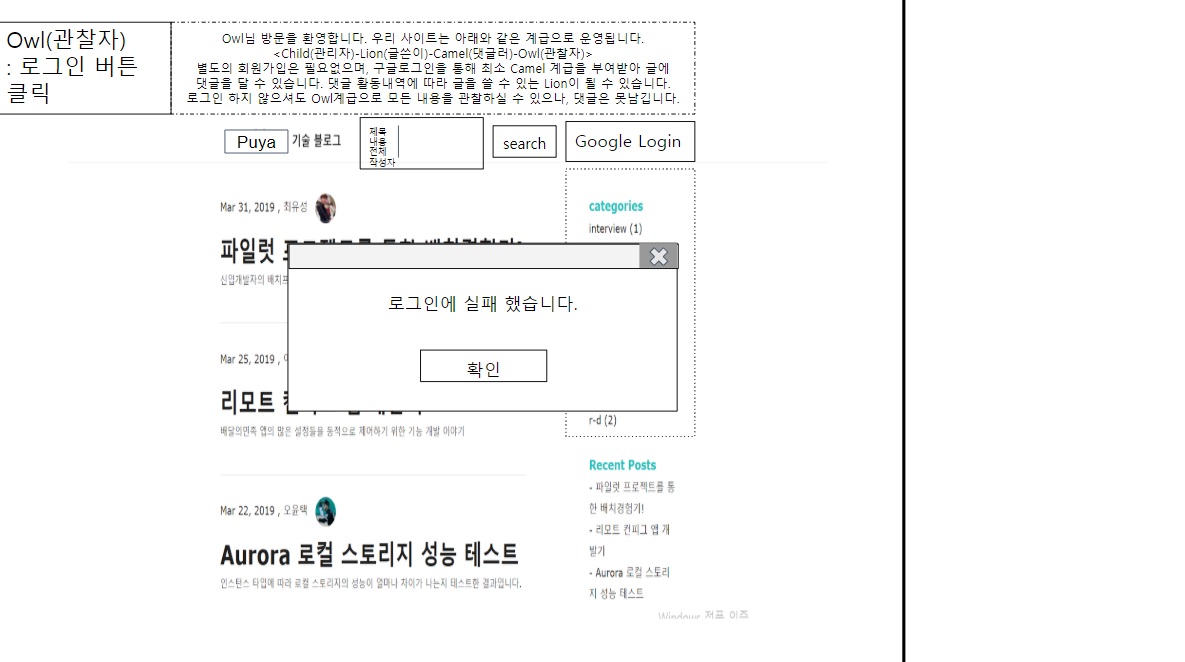 Owl(관찰자)
: 로그인 버튼
클릭
Owl님 방문을 환영합니다. 우리 사이트는 아래와 같은 계급으로 운영됩니다.
<Child(관리자)-Lion(글쓴이)-Camel(댓글러)-Owl(관찰자)>
별도의 회원가입은 필요없으며, 구글로그인을 통해 최소 Camel 계급을 부여받아 글에
댓글을 달 수 있습니다. 댓글 활동내역에 따라 글을 쓸 수 있는 Lion이 될 수 있습니다.
로그인 하지 않으셔도 Owl계급으로 모든 내용을 관찰하실 수 있으나, 댓글은 못남깁니다.
Puya 기술 블로그
제목
내용
전체
작성자
search
Google Login
Mar 31, 2019 , 최유성
파일럿
신입개발자의 배치
categories
interview (1)
로그인에 실패 했습니다.
확인
Mar 25, 2019 ,
리모트
배달의민족 앱의 많은 설정들을 동적으로 제어하기 위한 기능 개발 이야기
r-d (2)
Recent Posts
- 파일럿 프로젝트를 통
한 배치경험기!
- 리모트 컨피그 앱 개
발기
- Aurora 로컬 스토리
지 성능 테스트
Mar 22, 2019 , 오윤택
Aurora 로컬 스토리지 성능 테스트
인스턴스 타입에 따라 로컬 스토리지의 성능이 얼마나 차이가 나는지 테스트한 결과입니다.
Windows